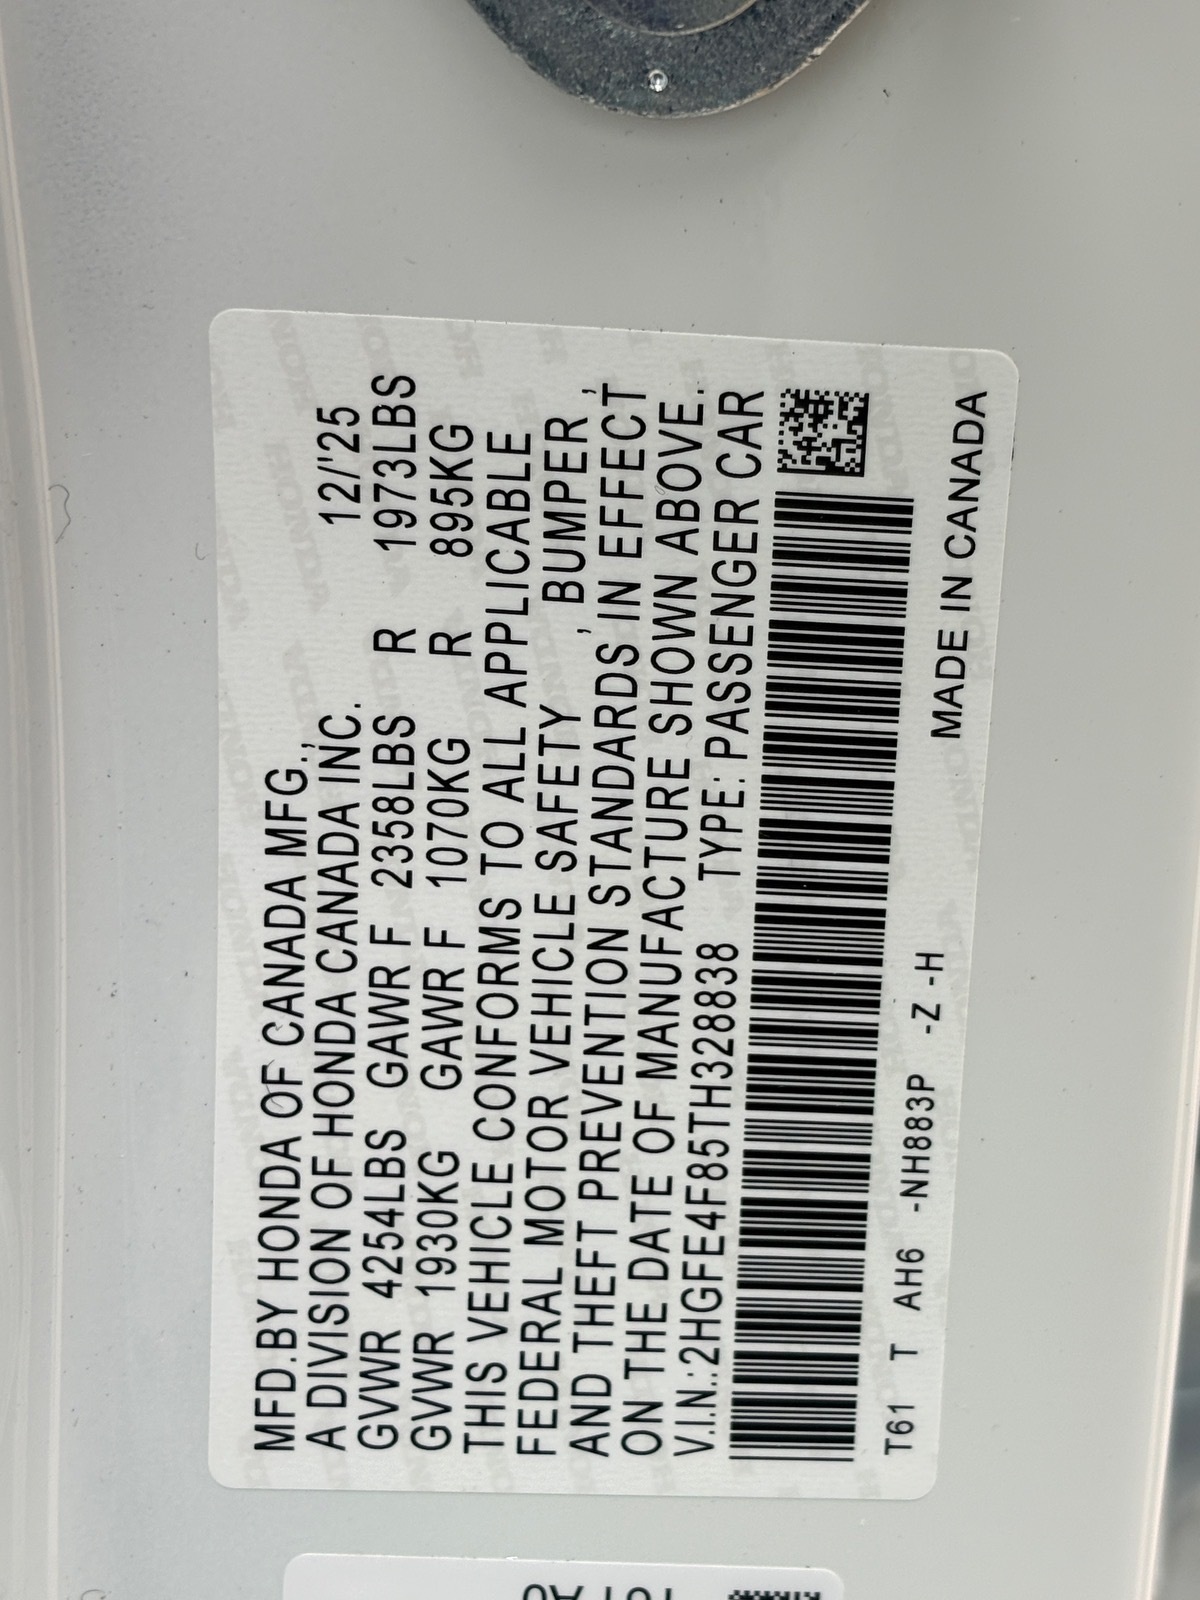 MFD.BY HONDA OF CANADA MFG.,
A DIVISION OF HONDA CANADA INC. 12/'25
GVWR 4254LBS GAWR F 2358LBS R 1973LBS
GVWR 1930KG GAWR F 1070KG R 895KG
THIS VEHICLE CONFORMS TO ALL APPLICABLE
FEDERAL MOTOR VEHICLE SAFETY , BUMPER ,
AND THEFT PREVENTION STANDARDS IN EFFECT
ON THE DATE OF MANUFACTURE SHOWN ABOVE.
V.I.N.:2HGFE4F85TH328838 TYPE: PASSENGER CAR
T61 T AH6 -NH883P -Z -H MADE IN CANADA